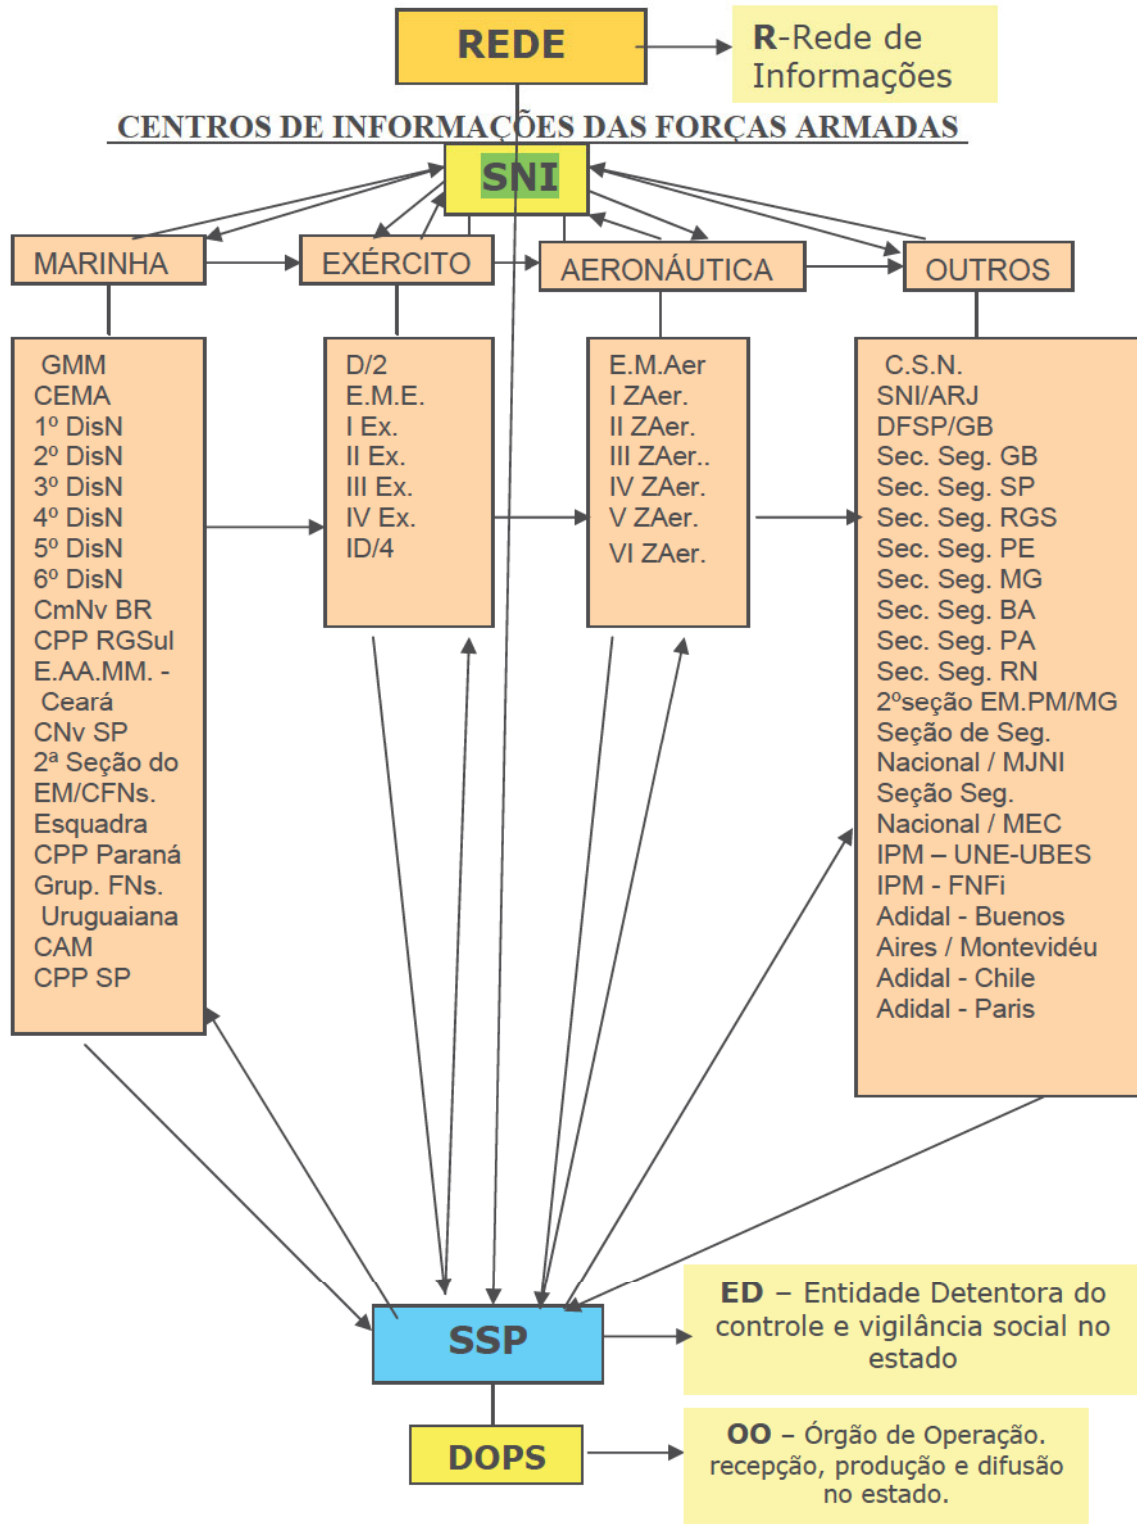 REDE
R-Rede de
Informações
CENTROS DE INFORMAÇÕES DAS FORÇAS ARMADAS
SNI
MARINHA
EXÉRCITO
AERONÁUTICA
OUTROS
GMM
CEMA
1º DisN
2º DisN
3º DisN
4º DisN
5º DisN
6º DisN
CmNv BR
CPP RGSul
E.AA.MM. -
Ceará
CNv SP
2ª Seção do
EM/CFNs.
Esquadra
CPP Paraná
Grup. FNs.
Uruguaiana
CAM
CPP SP
D/2
E.M.E.
I Ex.
II Ex.
III Ex.
IV Ex.
ID/4
E.M.Aer
I ZAer.
II ZAer.
III ZAer..
IV ZAer.
V ZAer.
VI ZAer.
C.S.N.
SNI/ARJ
DFSP/GB
Sec. Seg. GB
Sec. Seg. SP
Sec. Seg. RGS
Sec. Seg. PE
Sec. Seg. MG
Sec. Seg. BA
Sec. Seg. PA
Sec. Seg. RN
2ºseção EM.PM/MG
Seção de Seg.
Nacional / MJNI
Seção Seg.
Nacional / MEC
IPM – UNE-UBES
IPM - FNFi
Adidal - Buenos
Aires / Montevidéu
Adidal - Chile
Adidal - Paris
SSP
ED – Entidade Detentora do
controle e vigilância social no
estado
DOPS
OO – Órgão de Operação.
recepção, produção e difusão
no estado.